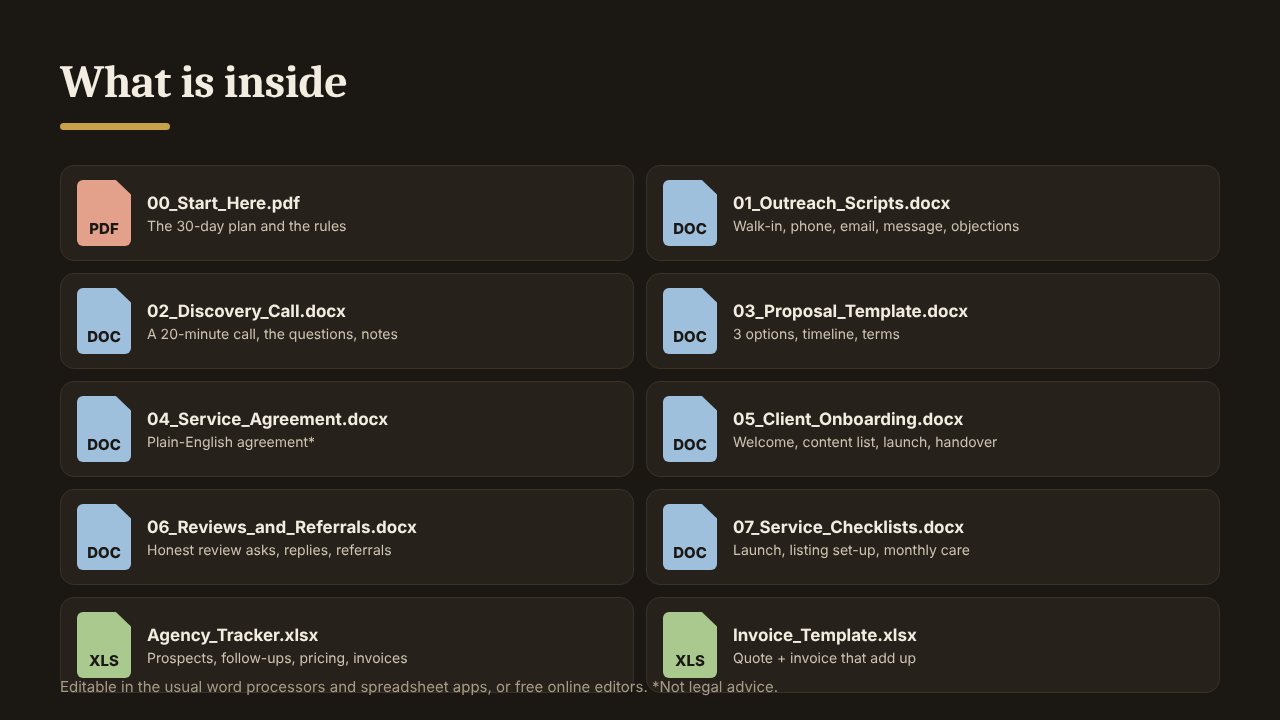 What is inside
PDF
00_Start_Here.pdf
The 30-day plan and the rules
DOC
01_Outreach_Scripts.docx
Walk-in, phone, email, message, objections
DOC
02_Discovery_Call.docx
A 20-minute call, the questions, notes
DOC
03_Proposal_Template.docx
3 options, timeline, terms
DOC
04_Service_Agreement.docx
Plain-English agreement*
DOC
05_Client_Onboarding.docx
Welcome, content list, launch, handover
DOC
06_Reviews_and_Referrals.docx
Honest review asks, replies, referrals
DOC
07_Service_Checklists.docx
Launch, listing set-up, monthly care
XLS
Agency_Tracker.xlsx
Prospects, follow-ups, pricing, invoices
XLS
Invoice_Template.xlsx
Quote + invoice that add up
Editable in the usual word processors and spreadsheet apps, or free online editors. *Not legal advice.